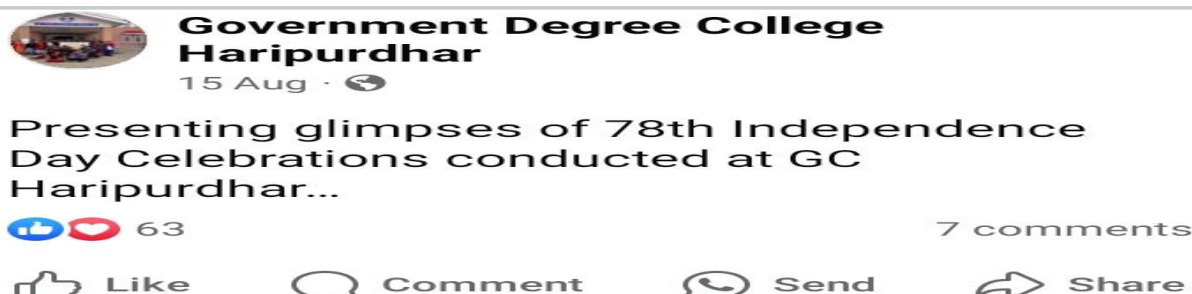 Government Degree College
Haripurdhar
15 Aug ·
Presenting glimpses of 78th Independence
Day Celebrations conducted at GC
Haripurdhar...
63 7 comments
Like Comment Send Share